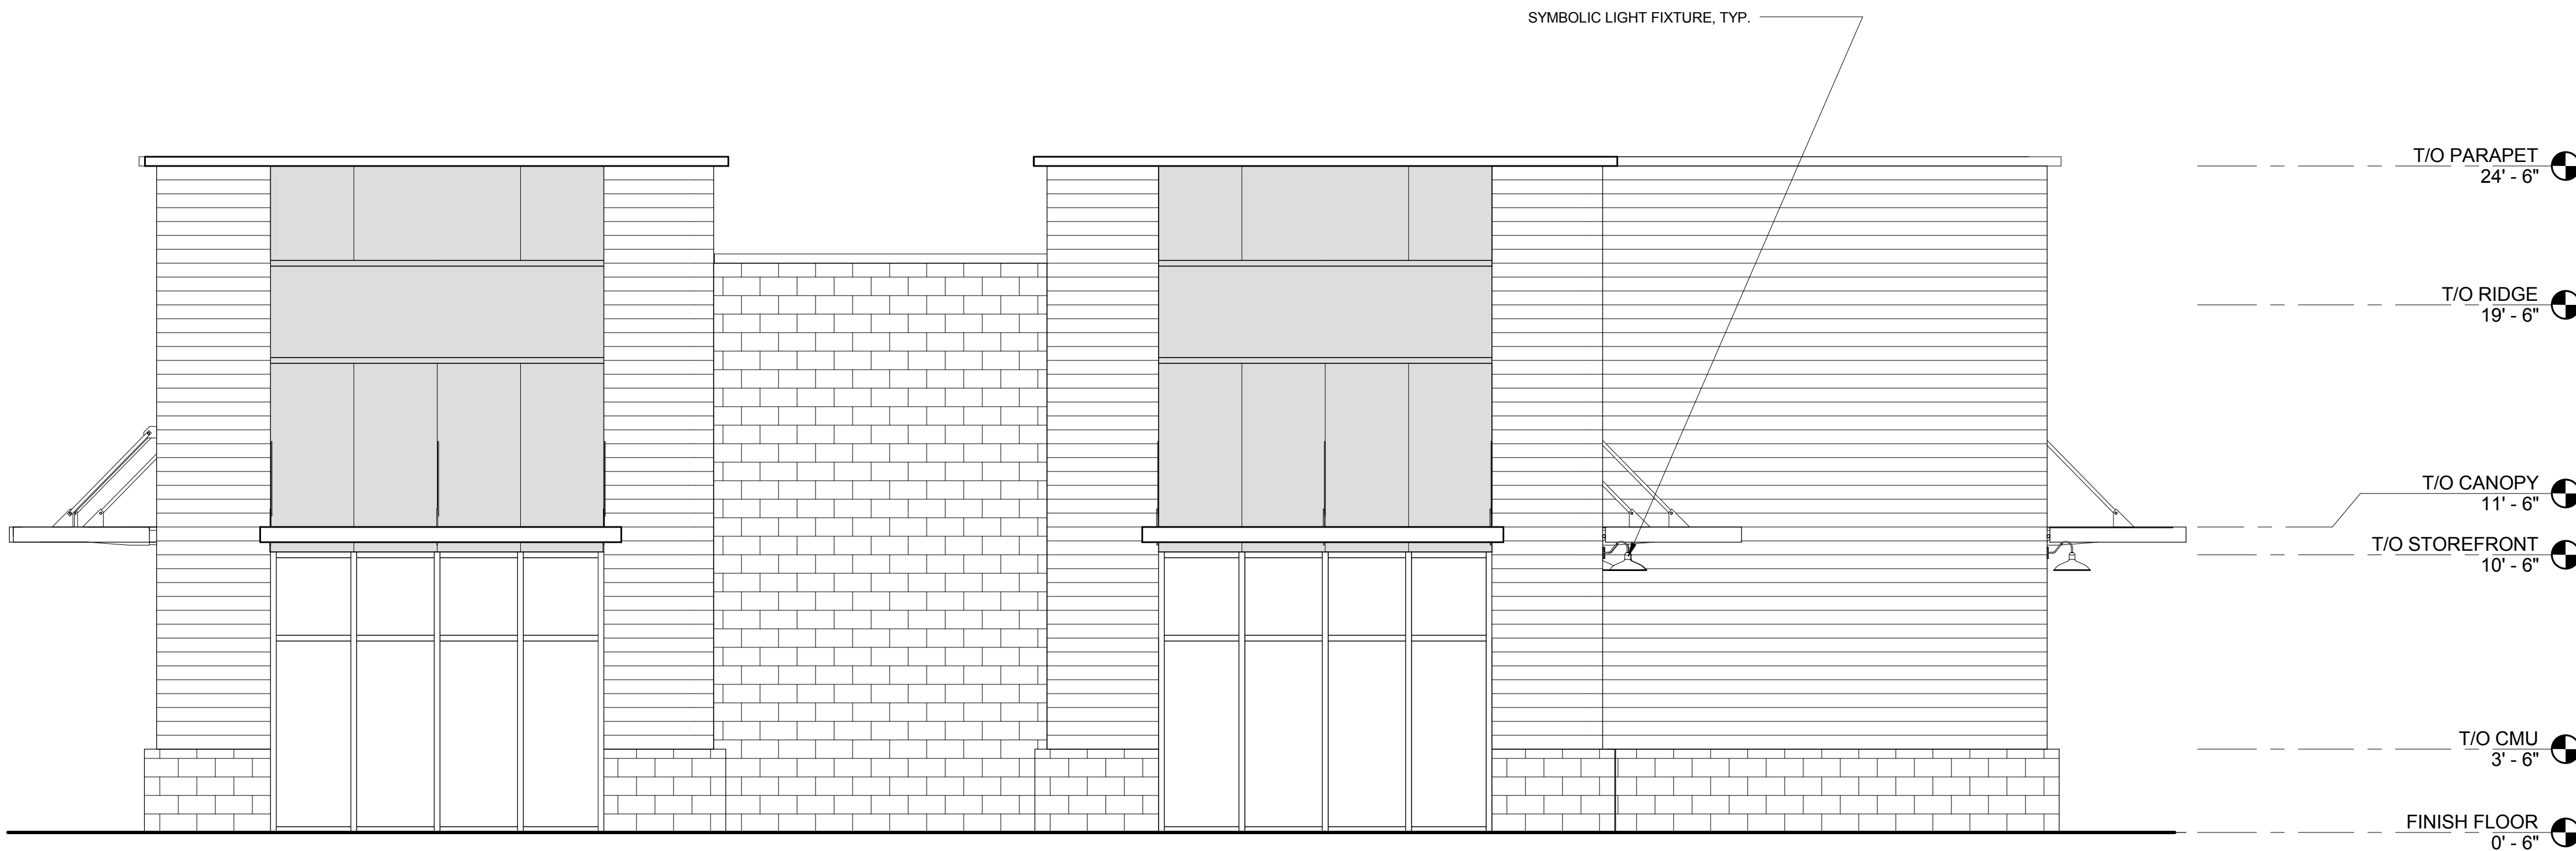 SYMBOLIC LIGHT FIXTURE, TYP.
T/O PARAPET
24' - 6"
T/O RIDGE
19' - 6"
T/O CANOPY
11' - 6"
T/O STOREFRONT
10' - 6"
T/O CMU
3' - 6"
FINISH FLOOR
0' - 6"